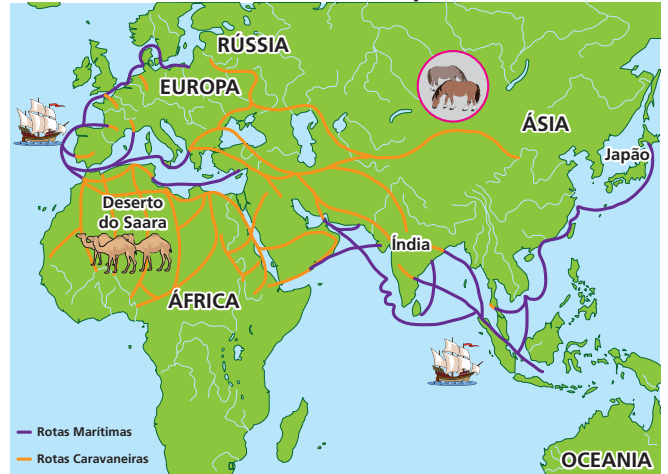 RÚSSIA
EUROPA
ÁSIA
Japão
Deserto
do Saara
Índia
ÁFRICA
Rotas Marítimas
Rotas Caravaneiras
OCEANIA